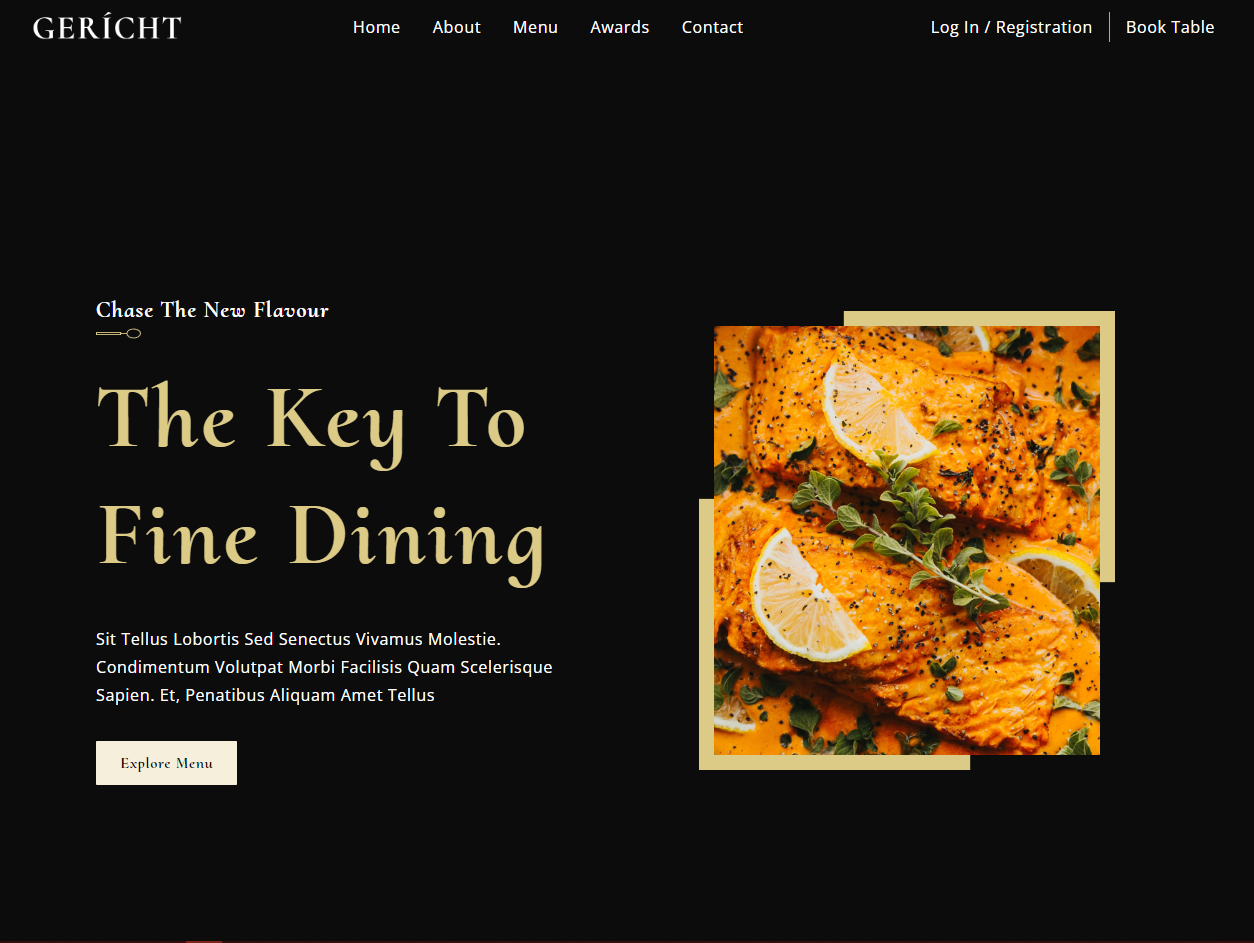 GERÍCHT
Home About Menu Awards Contact
Log In / Registration Book Table
Chase The New Flavour
The Key To
Fine Dining
Sit Tellus Lobortis Sed Senectus Vivamus Molestie.
Condimentum Volutpat Morbi Facilisis Quam Scelerisque
Sapien. Et, Penatibus Aliquam Amet Tellus
Explore Menu